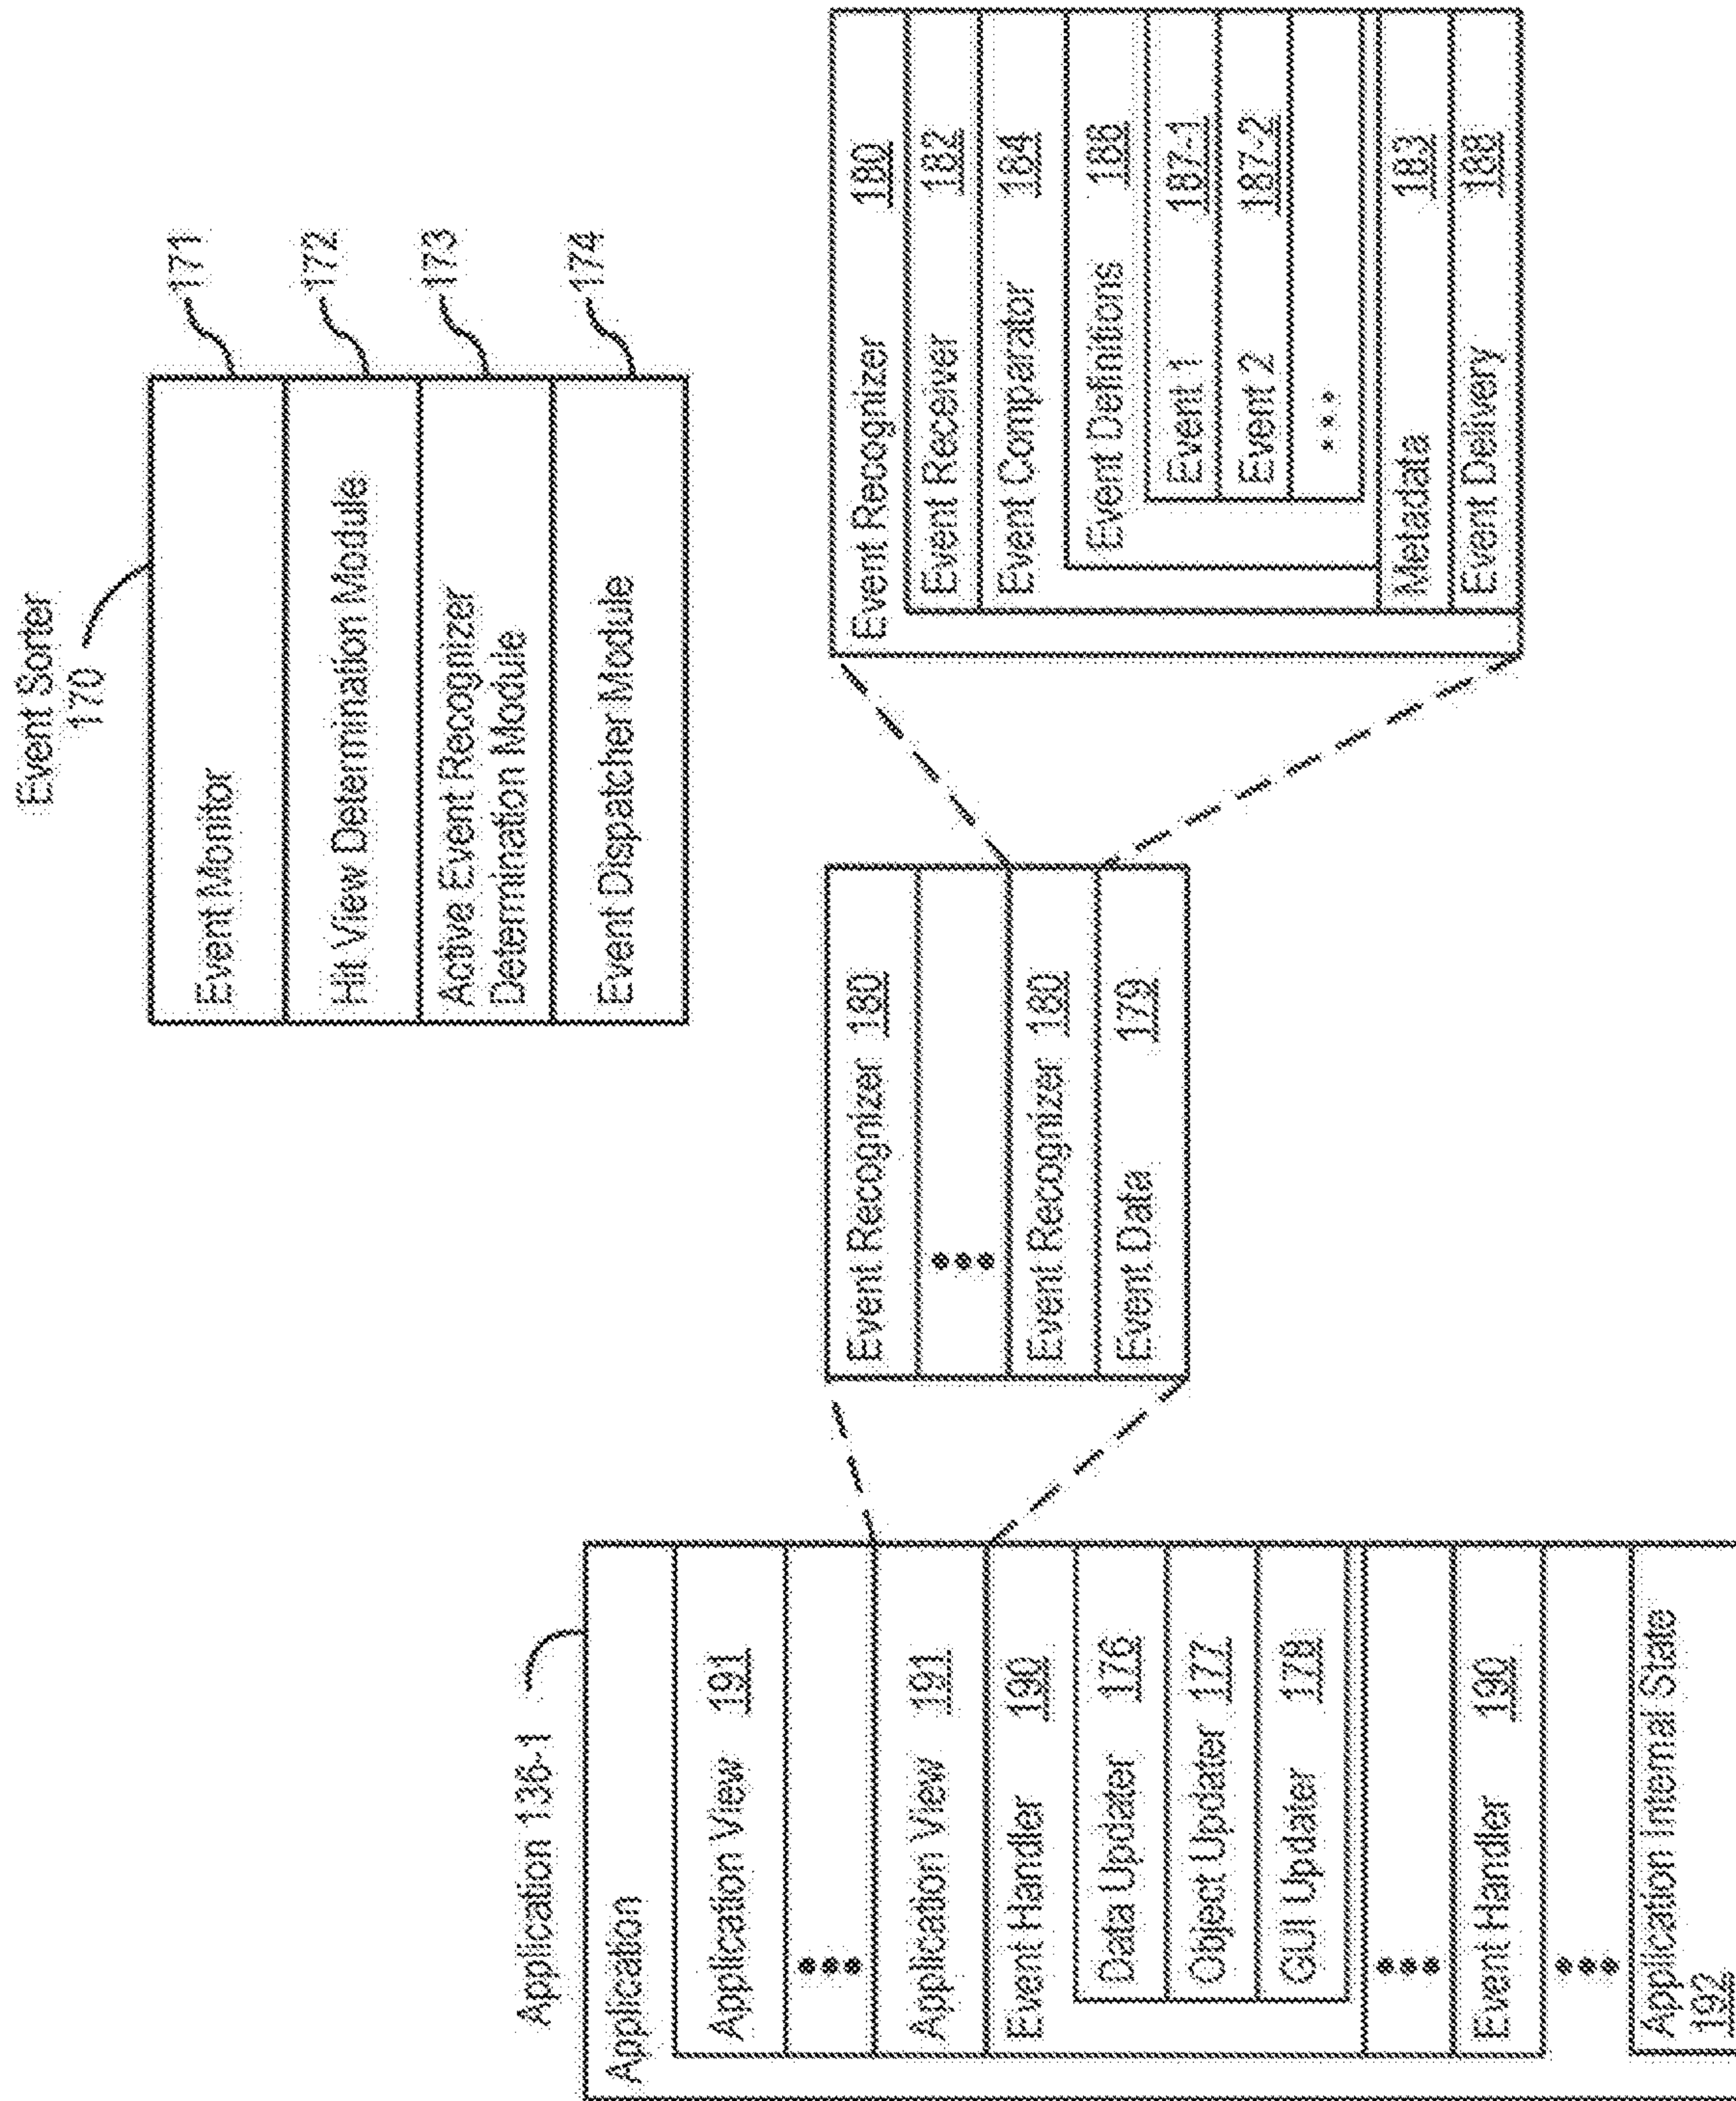 Event Sorter
170
Event Monitor
171
Hit View Determination Module
172
Active Event Recognizer
Determination Module
173
Event Dispatcher Module
174
Application 136-1
Application
Application View 191
...
Application View 191
Event Handler 190
Data Updater 176
Object Updater 177
GUI Updater 178
...
Event Handler 190
...
Application Internal State
192
Event Recognizer 180
...
Event Recognizer 180
Event Data 179
Event Recognizer 180
Event Receiver 182
Event Comparator 184
Event Definitions 186
Event 1 187-1
Event 2 187-2
...
Metadata 183
Event Delivery 188